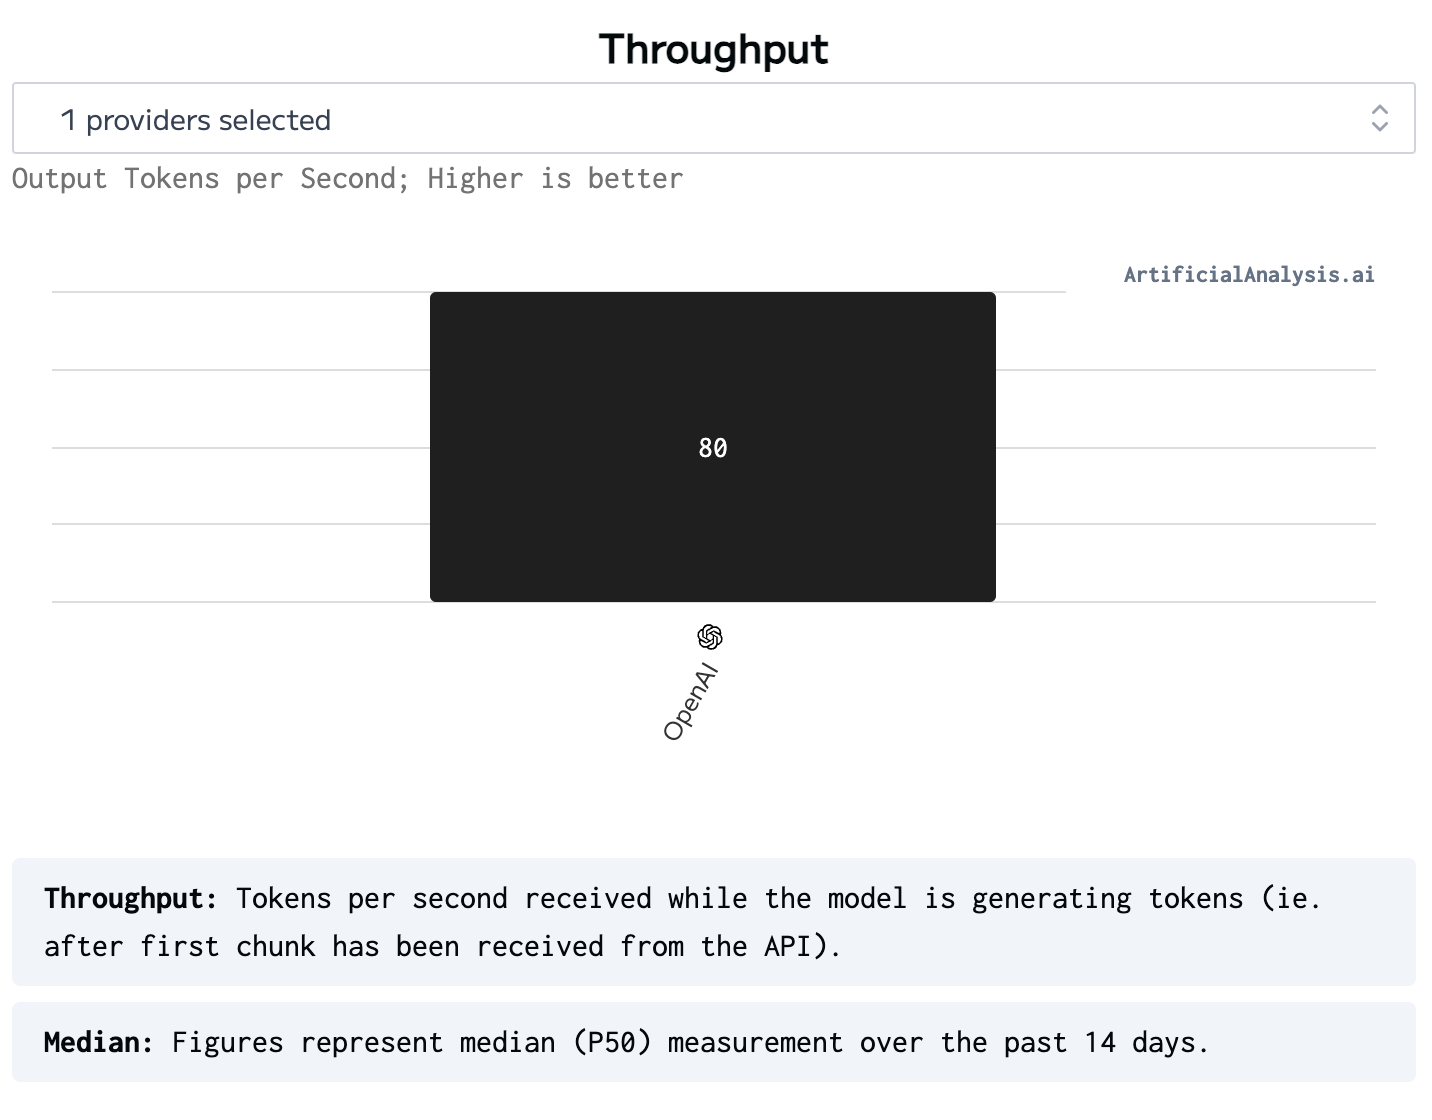 Throughput
1 providers selected
Output Tokens per Second; Higher is better
ArtificialAnalysis.ai
80
OpenAI
Throughput: Tokens per second received while the model is generating tokens (ie.
after first chunk has been received from the API).
Median: Figures represent median (P50) measurement over the past 14 days.